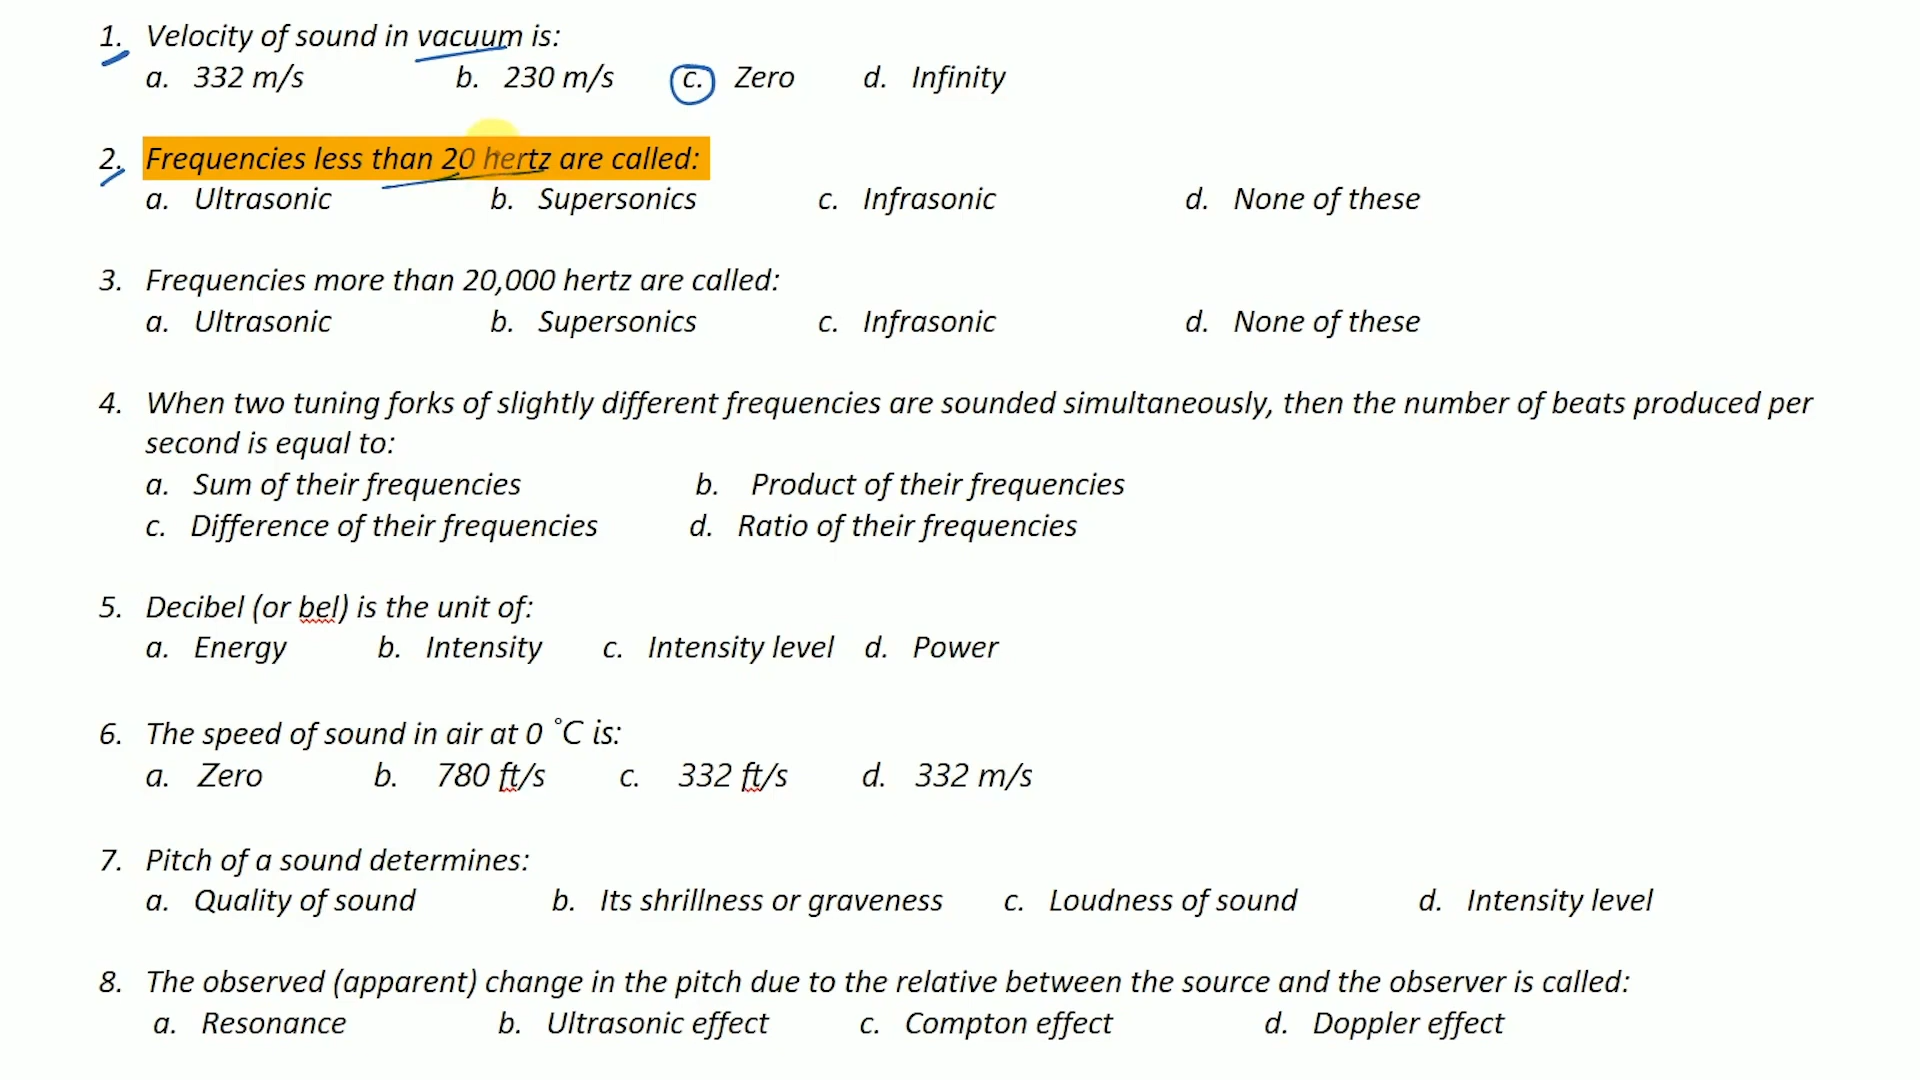 1. Velocity of sound in vacuum is:
a. 332 m/s b. 230 m/s c. Zero d. Infinity
2. Frequencies less than 20 hertz are called:
a. Ultrasonic b. Supersonics c. Infrasonic d. None of these
3. Frequencies more than 20,000 hertz are called:
a. Ultrasonic b. Supersonics c. Infrasonic d. None of these
4. When two tuning forks of slightly different frequencies are sounded simultaneously, then the number of beats produced per
second is equal to:
a. Sum of their frequencies b. Product of their frequencies
c. Difference of their frequencies d. Ratio of their frequencies
5. Decibel (or bel) is the unit of:
a. Energy b. Intensity c. Intensity level d. Power
6. The speed of sound in air at 0 °C is:
a. Zero b. 780 ft/s c. 332 ft/s d. 332 m/s
7. Pitch of a sound determines:
a. Quality of sound b. Its shrillness or graveness c. Loudness of sound d. Intensity level
8. The observed (apparent) change in the pitch due to the relative between the source and the observer is called:
a. Resonance b. Ultrasonic effect c. Compton effect d. Doppler effect